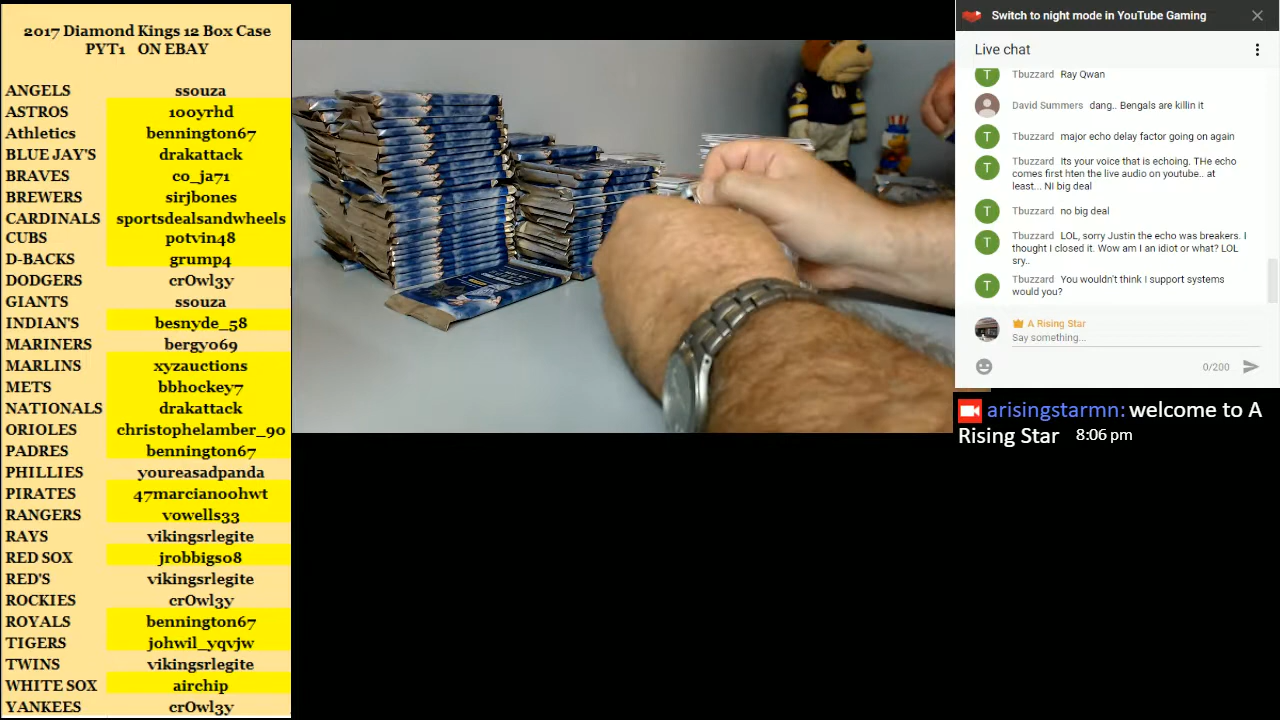 2017 Diamond Kings 12 Box Case
PYT1 ON EBAY
ANGELS ssouza
ASTROS 100yrhd
Athletics bennington67
BLUE JAY'S drakattack
BRAVES co_ja71
BREWERS sirjbones
CARDINALS sportsdealsandwheels
CUBS potvin48
D-BACKS grump4
DODGERS crOwl3y
GIANTS ssouza
INDIAN'S besnyde_58
MARINERS bergyo69
MARLINS xyzauctions
METS bbhockey7
NATIONALS drakattack
ORIOLES christophelamber_90
PADRES bennington67
PHILLIES youreasadpanda
PIRATES 47marcianoohwt
RANGERS vowells33
RAYS vikingsrlegite
RED SOX jrobbigs08
RED'S vikingsrlegite
ROCKIES crOwl3y
ROYALS bennington67
TIGERS johwil_yqvjw
TWINS vikingsrlegite
WHITE SOX airchip
YANKEES crOwl3y
Switch to night mode in YouTube Gaming
Live chat
T Tbuzzard Ray Qwan
David Summers dang.. Bengals are killin it
T Tbuzzard major echo delay factor going on again
T Tbuzzard Its your voice that is echoing. THe echo
comes first hten the live audio on youtube.. at
least... NI big deal
T Tbuzzard no big deal
T Tbuzzard LOL, sorry Justin the echo was breakers. I
thought I closed it. Wow am I an idiot or what? LOL
sry..
T Tbuzzard You wouldn't think I support systems
would you?
A Rising Star
Say something...
0/200
arisingstarmn: welcome to A
Rising Star 8:06 pm